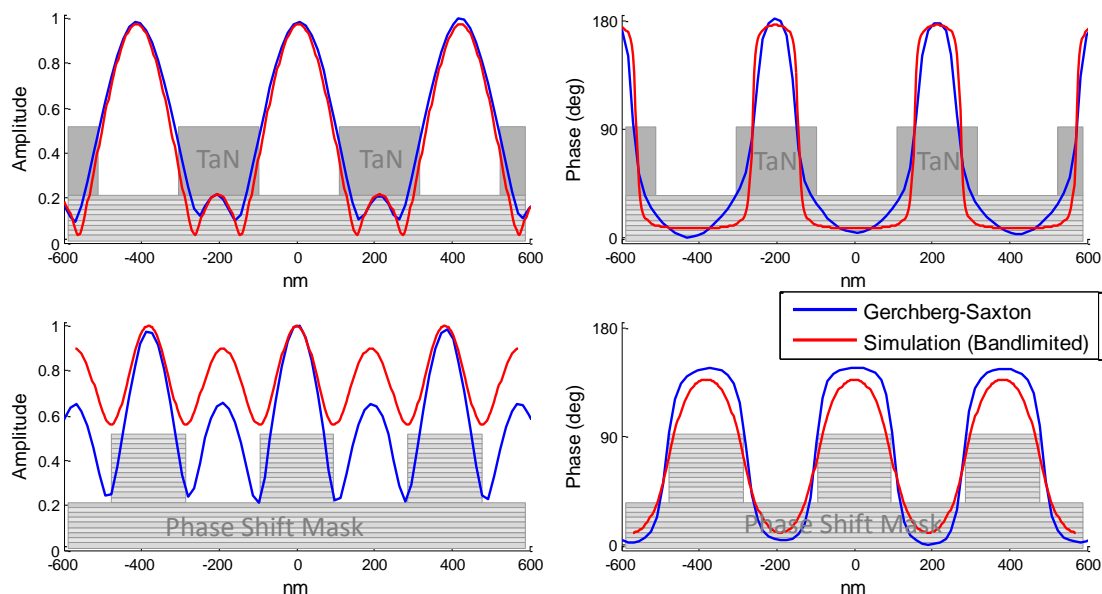 1
0.8
0.6
0.4
0.2
0
Amplitude
TaN TaN
-600 -400 -200 0 200 400 600
nm
180
90
0
Phase (deg)
TaN TaN
-600 -400 -200 0 200 400 600
nm
Gerchberg-Saxton
Simulation (Bandlimited)
1
0.8
0.6
0.4
0.2
0
Amplitude
Phase Shift Mask
-600 -400 -200 0 200 400 600
nm
180
90
0
Phase (deg)
Phase Shift Mask
-600 -400 -200 0 200 400 600
nm